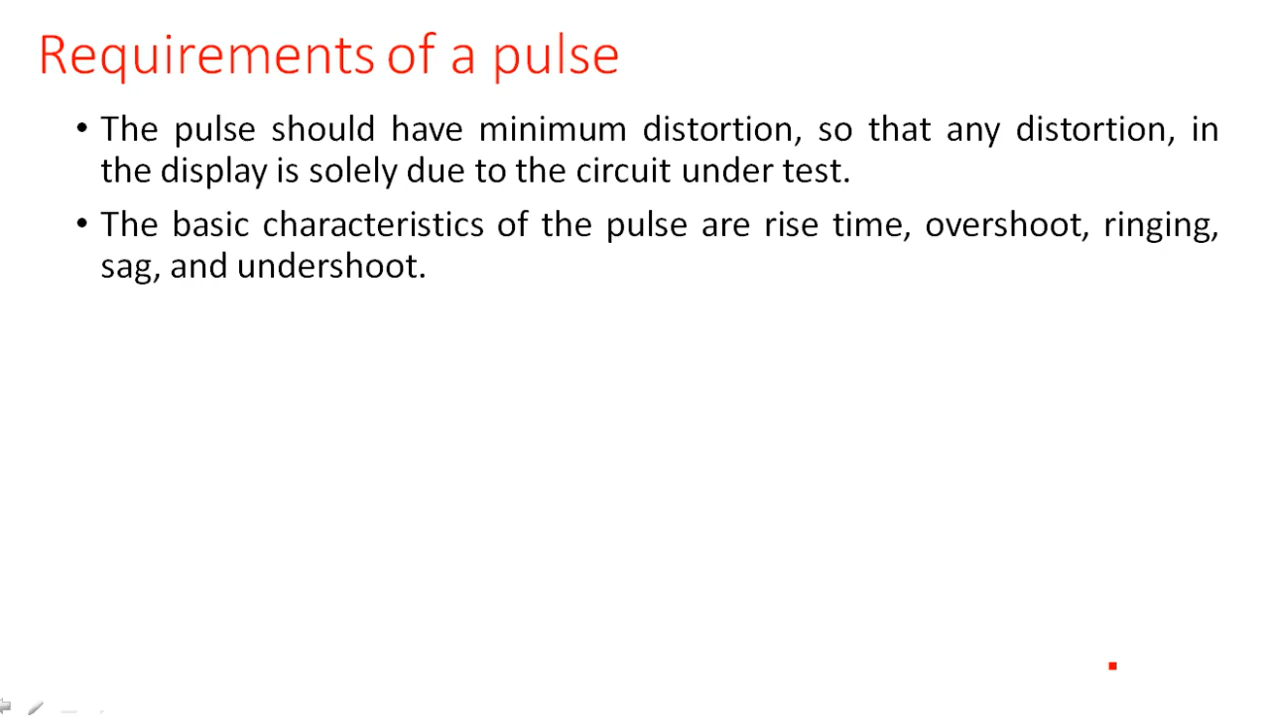 Requirements of a pulse
• The pulse should have minimum distortion, so that any distortion, in
the display is solely due to the circuit under test.
• The basic characteristics of the pulse are rise time, overshoot, ringing,
sag, and undershoot.